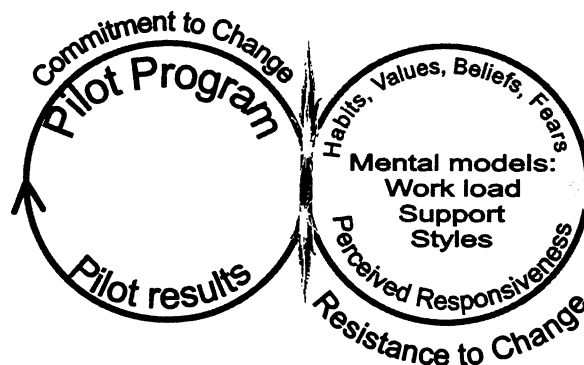 Commitment to Change
Pilot Program
Pilot results
Habits, Values, Beliefs, Fears
Mental models:
Work load
Support
Styles
Perceived Responsiveness
Resistance to Change